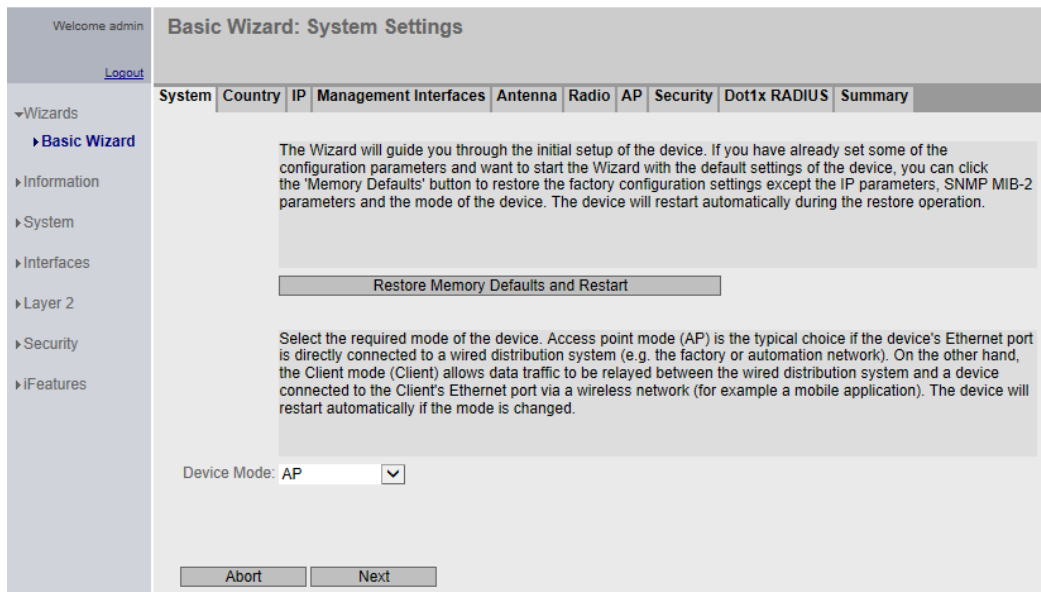 Welcome admin
Logout
Basic Wizard: System Settings
System Country IP Management Interfaces Antenna Radio AP Security Dot1x RADIUS Summary
Wizards
Basic Wizard
Information
System
Interfaces
Layer 2
Security
iFeatures
The Wizard will guide you through the initial setup of the device. If you have already set some of the
configuration parameters and want to start the Wizard with the default settings of the device, you can click
the 'Memory Defaults' button to restore the factory configuration settings except the IP parameters, SNMP MIB-2
parameters and the mode of the device. The device will restart automatically during the restore operation.
Restore Memory Defaults and Restart
Select the required mode of the device. Access point mode (AP) is the typical choice if the device's Ethernet port
is directly connected to a wired distribution system (e.g. the factory or automation network). On the other hand,
the Client mode (Client) allows data traffic to be relayed between the wired distribution system and a device
connected to the Client's Ethernet port via a wireless network (for example a mobile application). The device will
restart automatically if the mode is changed.
Device Mode: AP
Abort Next